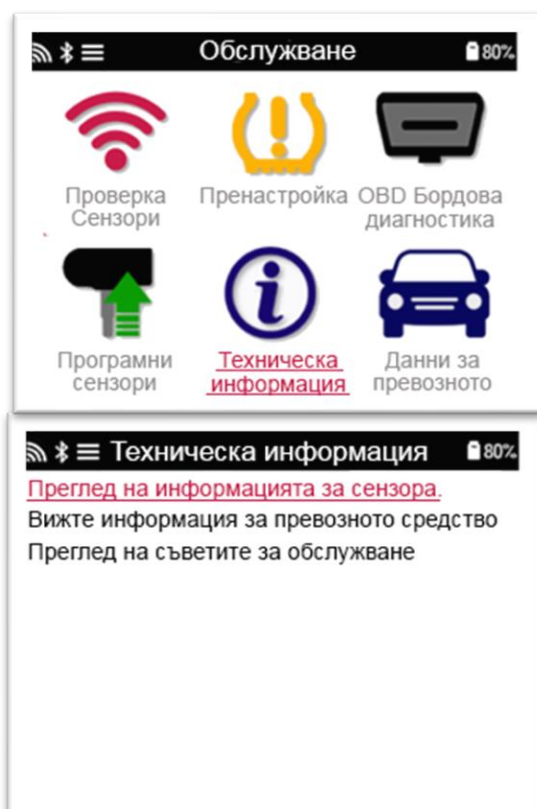 Обслужване 80%
Проверка Сензори
Пренастройка
OBD Бордова диагностика
Програмни сензори
Техническа информация
Данни за превозното
Техническа информация 80%
Преглед на информацията за сензора.
Вижте информация за превозното средство
Преглед на съветите за обслужване